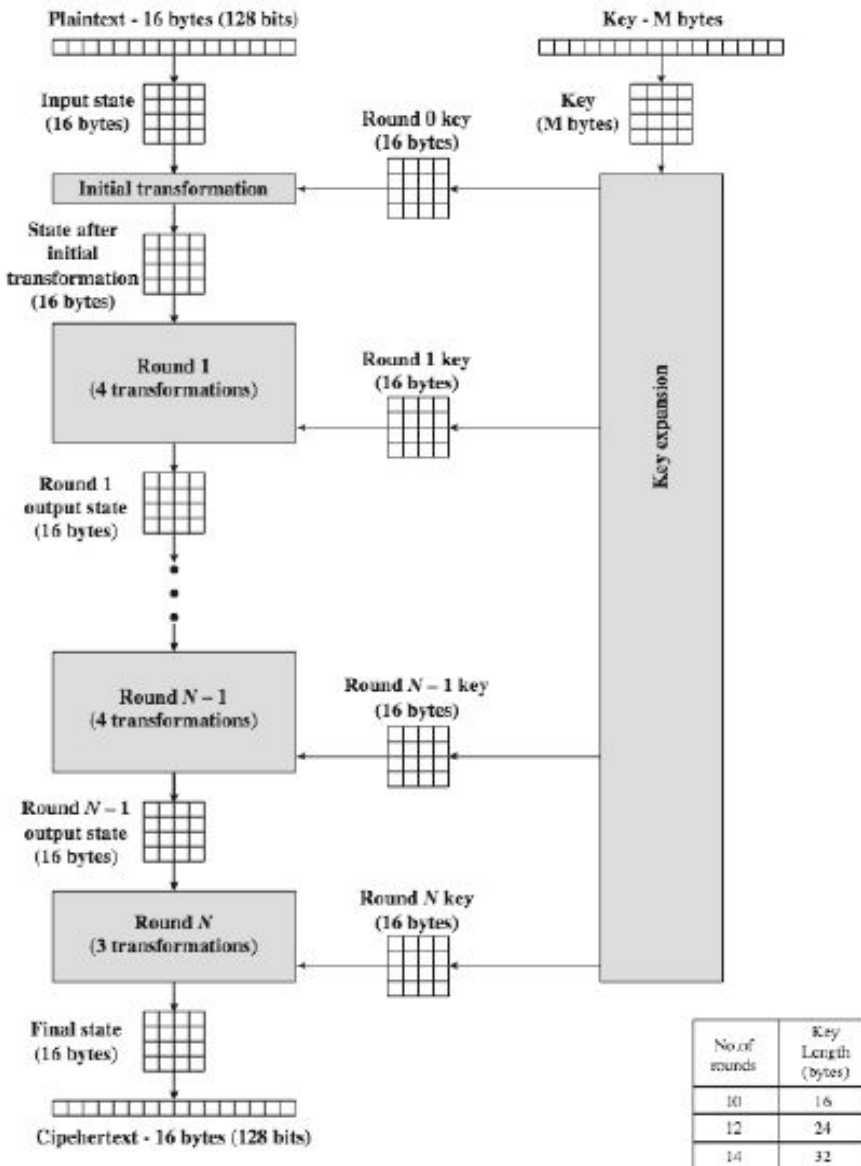 Plaintext - 16 bytes (128 bits)
Key - M bytes
Input state
(16 bytes)
Key
(M bytes)
Round 0 key
(16 bytes)
Initial transformation
State after
initial
transformation
(16 bytes)
Round 1
(4 transformations)
Round 1 key
(16 bytes)
Key expansion
Round 1
output state
(16 bytes)
Round N – 1
(4 transformations)
Round N – 1 key
(16 bytes)
Round N – 1
output state
(16 bytes)
Round N
(3 transformations)
Round N key
(16 bytes)
Final state
(16 bytes)
Cipehertext - 16 bytes (128 bits)
No.of
rounds
Key
Length
(bytes)
10 16
12 24
14 32